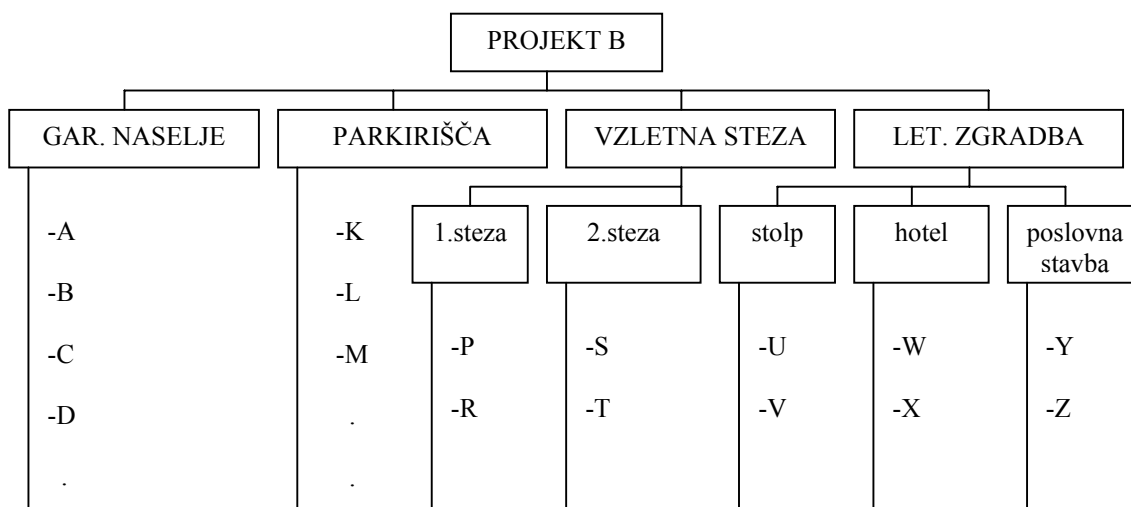 PROJEKT B
GAR. NASELJE
PARKIRIŠČA
VZLETNA STEZA
LET. ZGRADBA
-A
-B
-C
-D
.
-K
-L
-M
.
.
1.steza
-P
-R
2.steza
-S
-T
stolp
-U
-V
hotel
-W
-X
poslovna
stavba
-Y
-Z